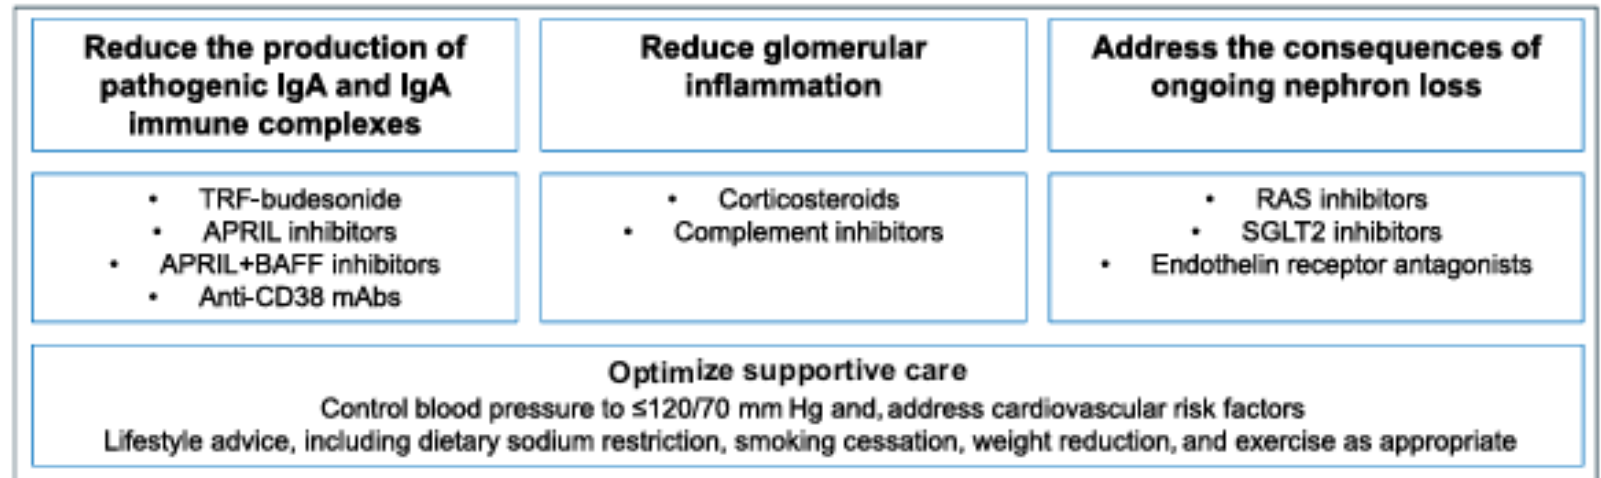 Reduce the production of
pathogenic IgA and IgA
immune complexes
• TRF-budesonide
• APRIL inhibitors
• APRIL+BAFF inhibitors
• Anti-CD38 mAbs
Reduce glomerular
inflammation
• Corticosteroids
• Complement inhibitors
Address the consequences of
ongoing nephron loss
• RAS inhibitors
• SGLT2 inhibitors
• Endothelin receptor antagonists
Optimize supportive care
Control blood pressure to ≤120/70 mm Hg and, address cardiovascular risk factors
Lifestyle advice, including dietary sodium restriction, smoking cessation, weight reduction, and exercise as appropriate